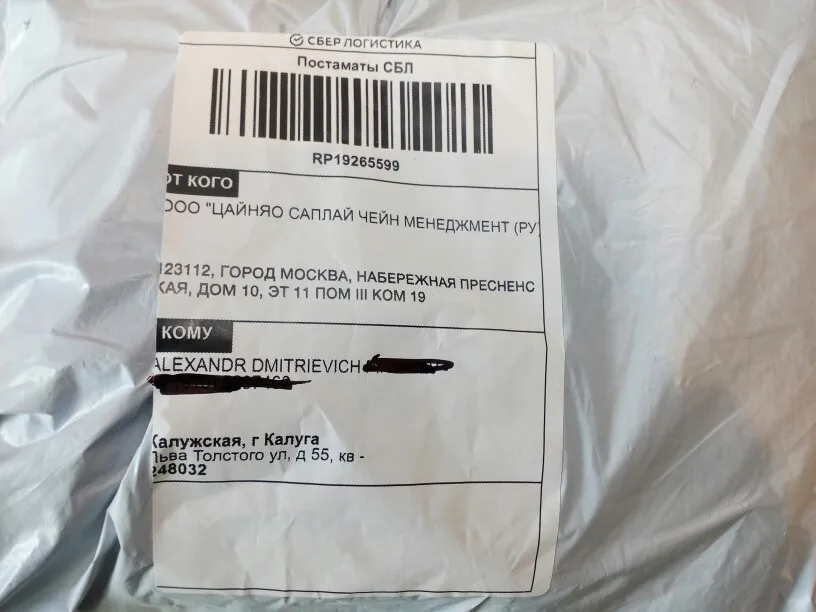 СБЕР ЛОГИСТИКА
Постаматы СБЛ
RP19265599
ОТ КОГО
ООО "ЦАЙНЯО САПЛАЙ ЧЕЙН МЕНЕДЖМЕНТ (РУ
123112, ГОРОД МОСКВА, НАБЕРЕЖНАЯ ПРЕСНЕНС
КАЯ, ДОМ 10, ЭТ 11 ПОМ III КОМ 19
КОМУ
ALEXANDR DMITRIEVICH
Калужская, г Калуга
Льва Толстого ул, д 55, кв -
248032